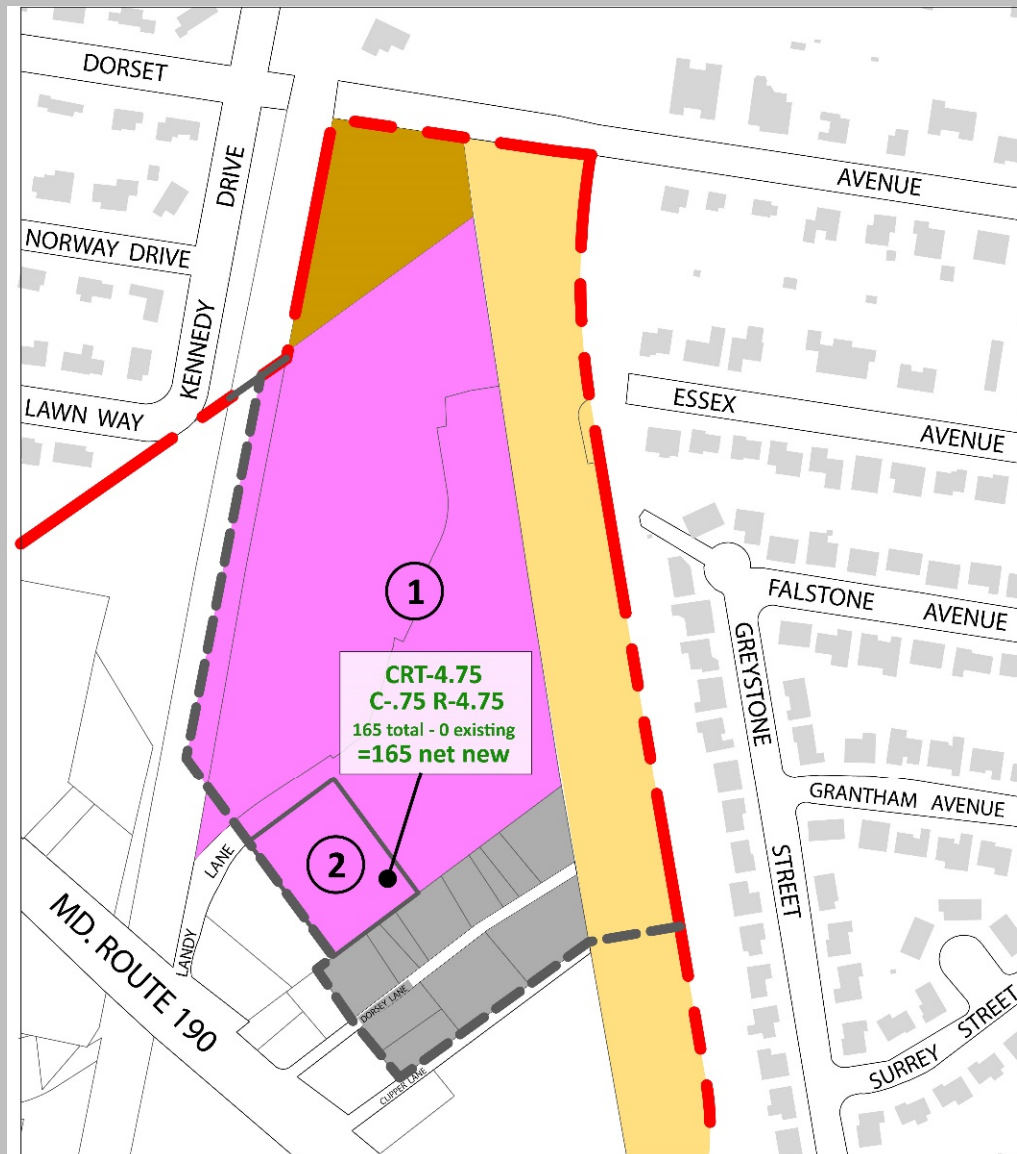 DORSET
AVENUE
DRIVE
NORWAY DRIVE
KENNEDY
LAWN WAY
ESSEX
AVENUE
1
FALSTONE AVENUE
GREYSTONE
CRT-4.75
C-.75 R-4.75
165 total - 0 existing
=165 net new
GRANTHAM AVENUE
STREET
2
LANE
LANDY
MD. ROUTE 190
DORSEY LANE
CLIPPER LANE
SURREY STREET